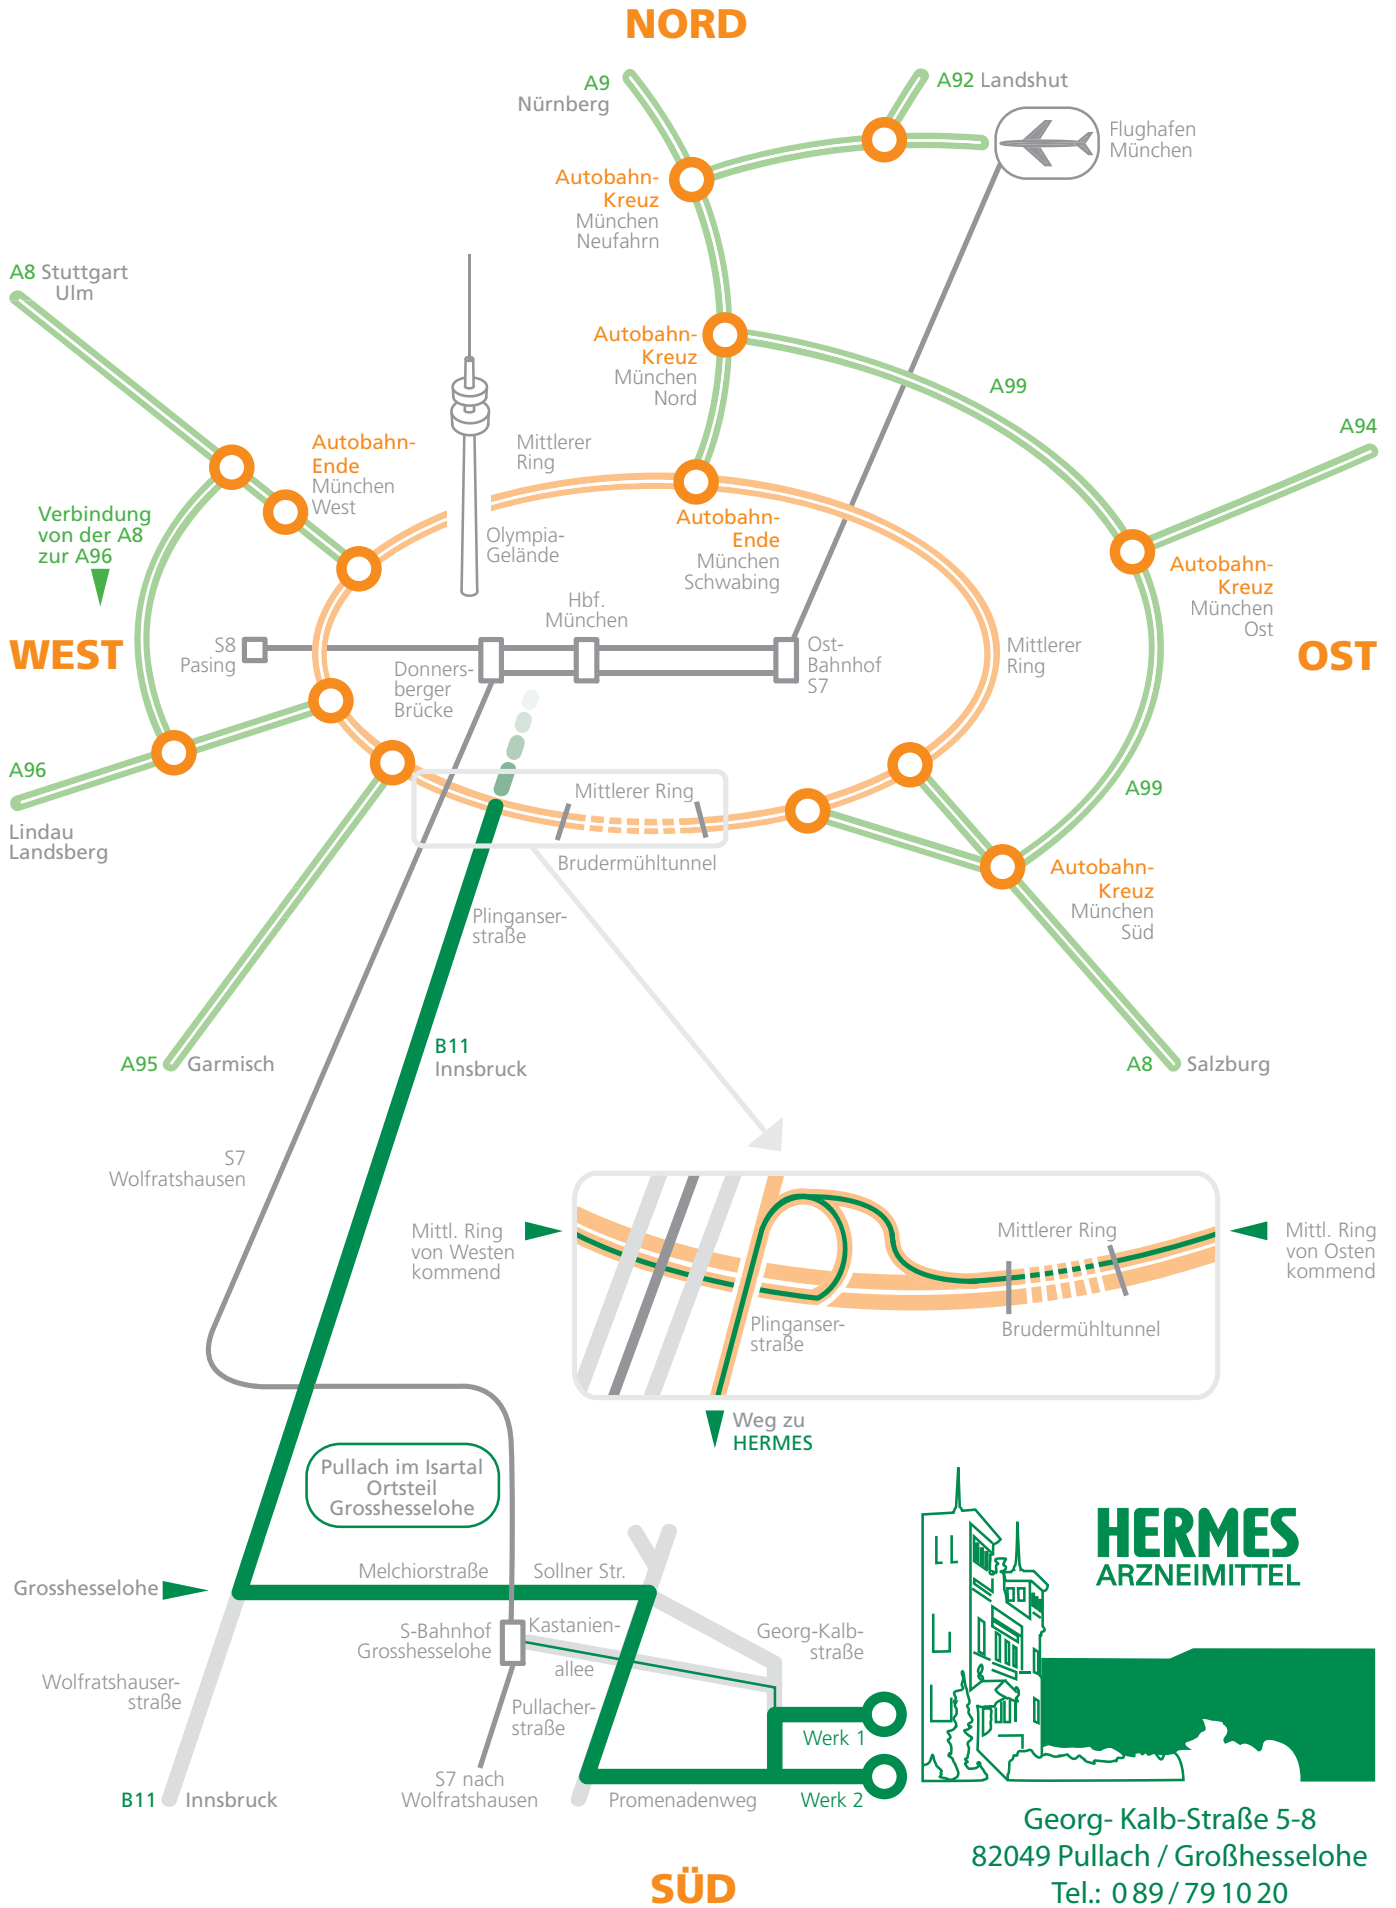 NORD
A9
Nürnberg
A92 Landshut
Flughafen
München
Autobahn-
Kreuz
München
Neufahrn
A8 Stuttgart
Ulm
Autobahn-
Kreuz
München
Nord
A99
A94
Autobahn-
Ende
München
West
Mittlerer
Ring
Verbindung
von der A8
zur A96
Olympia-
Gelände
Autobahn-
Ende
München
Schwabing
Autobahn-
Kreuz
München
Ost
Hbf.
München
WEST
S8
Pasing
Donners-
berger
Brücke
Ost-
Bahnhof
S7
Mittlerer
Ring
OST
A96
Lindau
Landsberg
Mittlerer Ring
A99
Brudermühltunnel
Autobahn-
Kreuz
München
Süd
Plinganser-
straße
B11
Innsbruck
A95 Garmisch
A8 Salzburg
S7
Wolfratshausen
Mittl. Ring
von Westen
kommend
Mittlerer Ring
Mittl. Ring
von Osten
kommend
Plinganser-
straße
Brudermühltunnel
Weg zu
HERMES
Pullach im Isartal
Ortsteil
Grosshesselohe
HERMES
ARZNEIMITTEL
Grosshesselohe
Melchiorstraße
Sollner Str.
S-Bahnhof
Grosshesselohe
Kastanien-
allee
Georg-Kalb-
straße
Wolfratshauser-
straße
Pullacher-
straße
Werk 1
S7 nach
Wolfratshausen
B11 Innsbruck
Promenadenweg
Werk 2
Georg- Kalb-Straße 5-8
82049 Pullach / Großhesselohe
Tel.: 0 89 / 79 10 20
SÜD